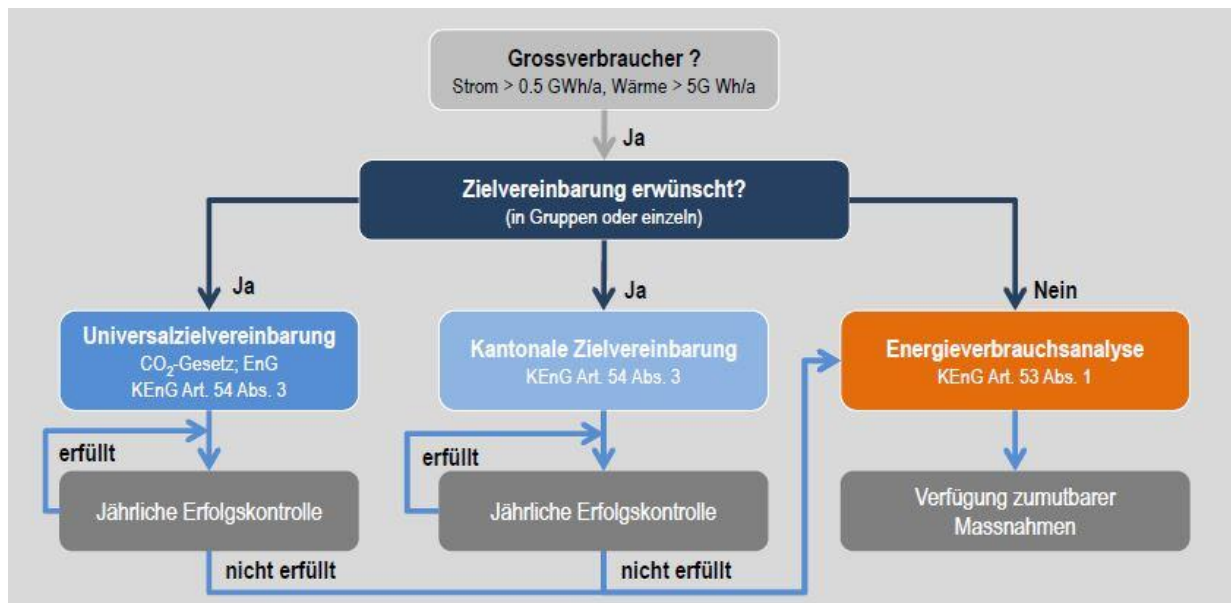 Grossverbraucher ?
Strom > 0.5 GWh/a, Wärme > 5G Wh/a
Ja
Zielvereinbarung erwünscht?
(in Gruppen oder einzeln)
Ja
Ja
Nein
Universalzielvereinbarung
CO₂-Gesetz; EnG
KEnG Art. 54 Abs. 3
Kantonale Zielvereinbarung
KEnG Art. 54 Abs. 3
Energieverbrauchsanalyse
KEnG Art. 53 Abs. 1
erfüllt
erfüllt
Jährliche Erfolgskontrolle
Jährliche Erfolgskontrolle
Verfügung zumutbarer
Massnahmen
nicht erfüllt
nicht erfüllt